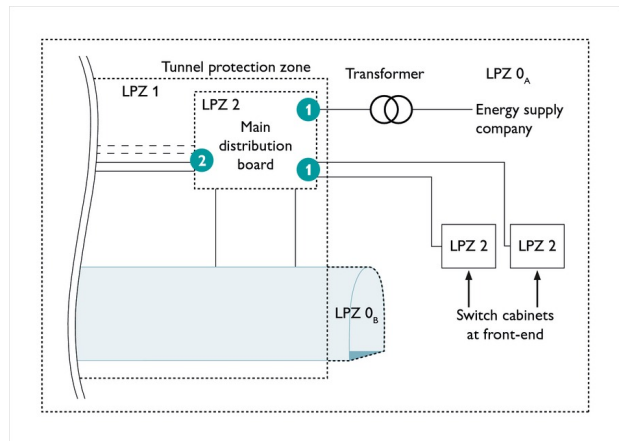 Tunnel protection zone
Transformer
LPZ 0A
LPZ 1
LPZ 2
1
Energy supply
company
Main
distribution
board
2
1
LPZ 2
LPZ 2
LPZ 0B
Switch cabinets
at front-end